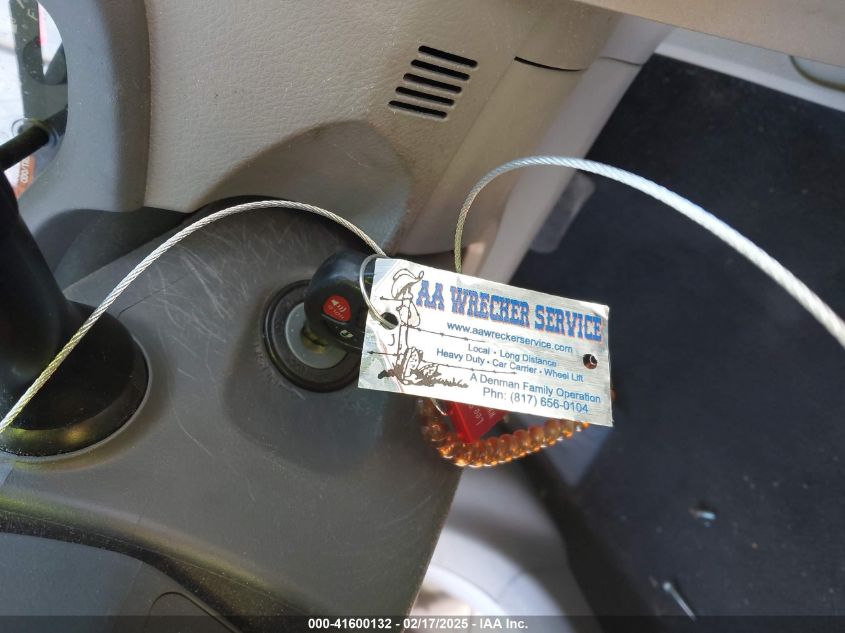 AA WRECKER SERVICE
www.aawreckerservice.com
Local • Long Distance
Heavy Duty • Car Carrier • Wheel Lift
A Denman Family Operation
Phn: (817) 656-0104
000-41600132 - 02/17/2025 - IAA Inc.